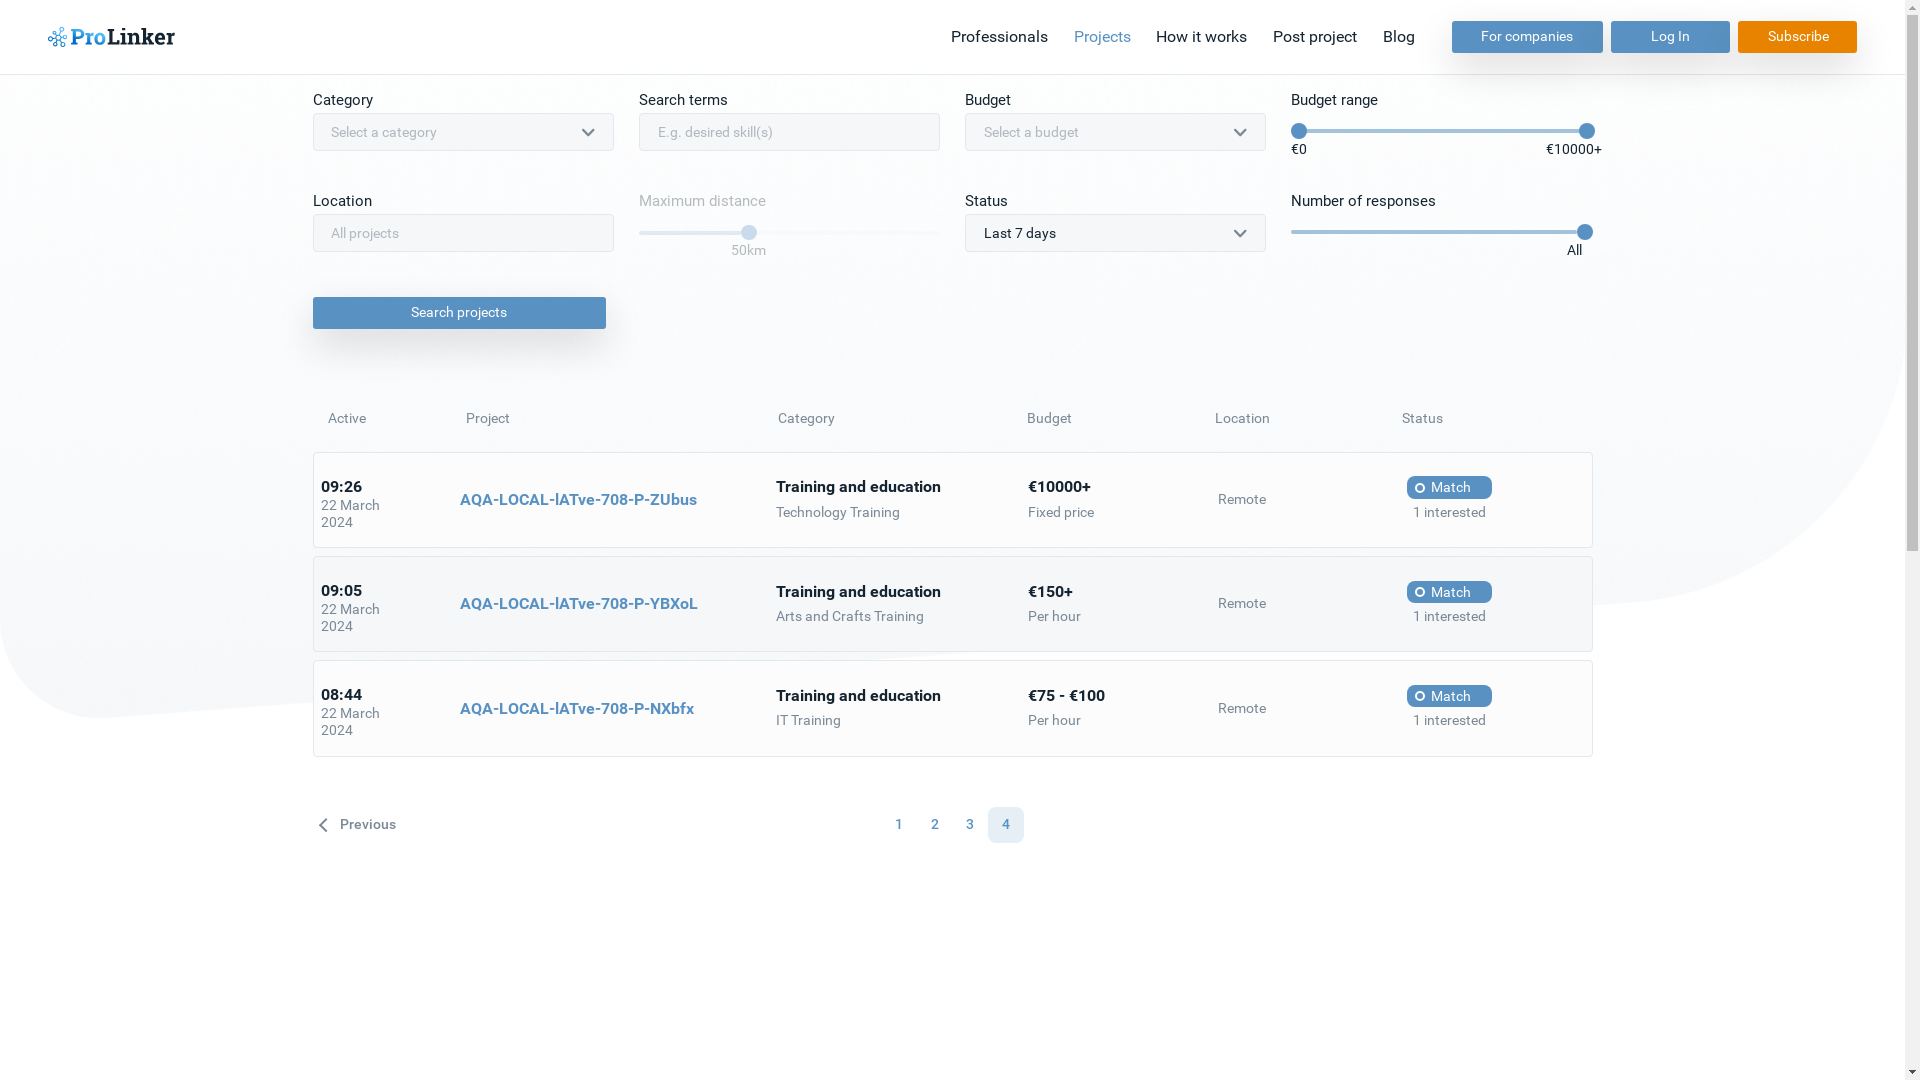 ProLinker Professionals Projects How it works Post project Blog For companies Log In Subscribe
Category Search terms Budget Budget range
Select a category E.g. desired skill(s) Select a budget
€0 €10000+
Location Maximum distance Status Number of responses
All projects Last 7 days
50km All
Search projects
Active Project Category Budget Location Status
09:26 Training and education €10000+ Match
22 March AQA-LOCAL-lATve-708-P-ZUbus Remote
2024 Technology Training Fixed price 1 interested
09:05 Training and education €150+ Match
22 March AQA-LOCAL-lATve-708-P-YBXoL Remote
2024 Arts and Crafts Training Per hour 1 interested
08:44 Training and education €75 - €100 Match
22 March AQA-LOCAL-lATve-708-P-NXbfx Remote
2024 IT Training Per hour 1 interested
Previous 1 2 3 4